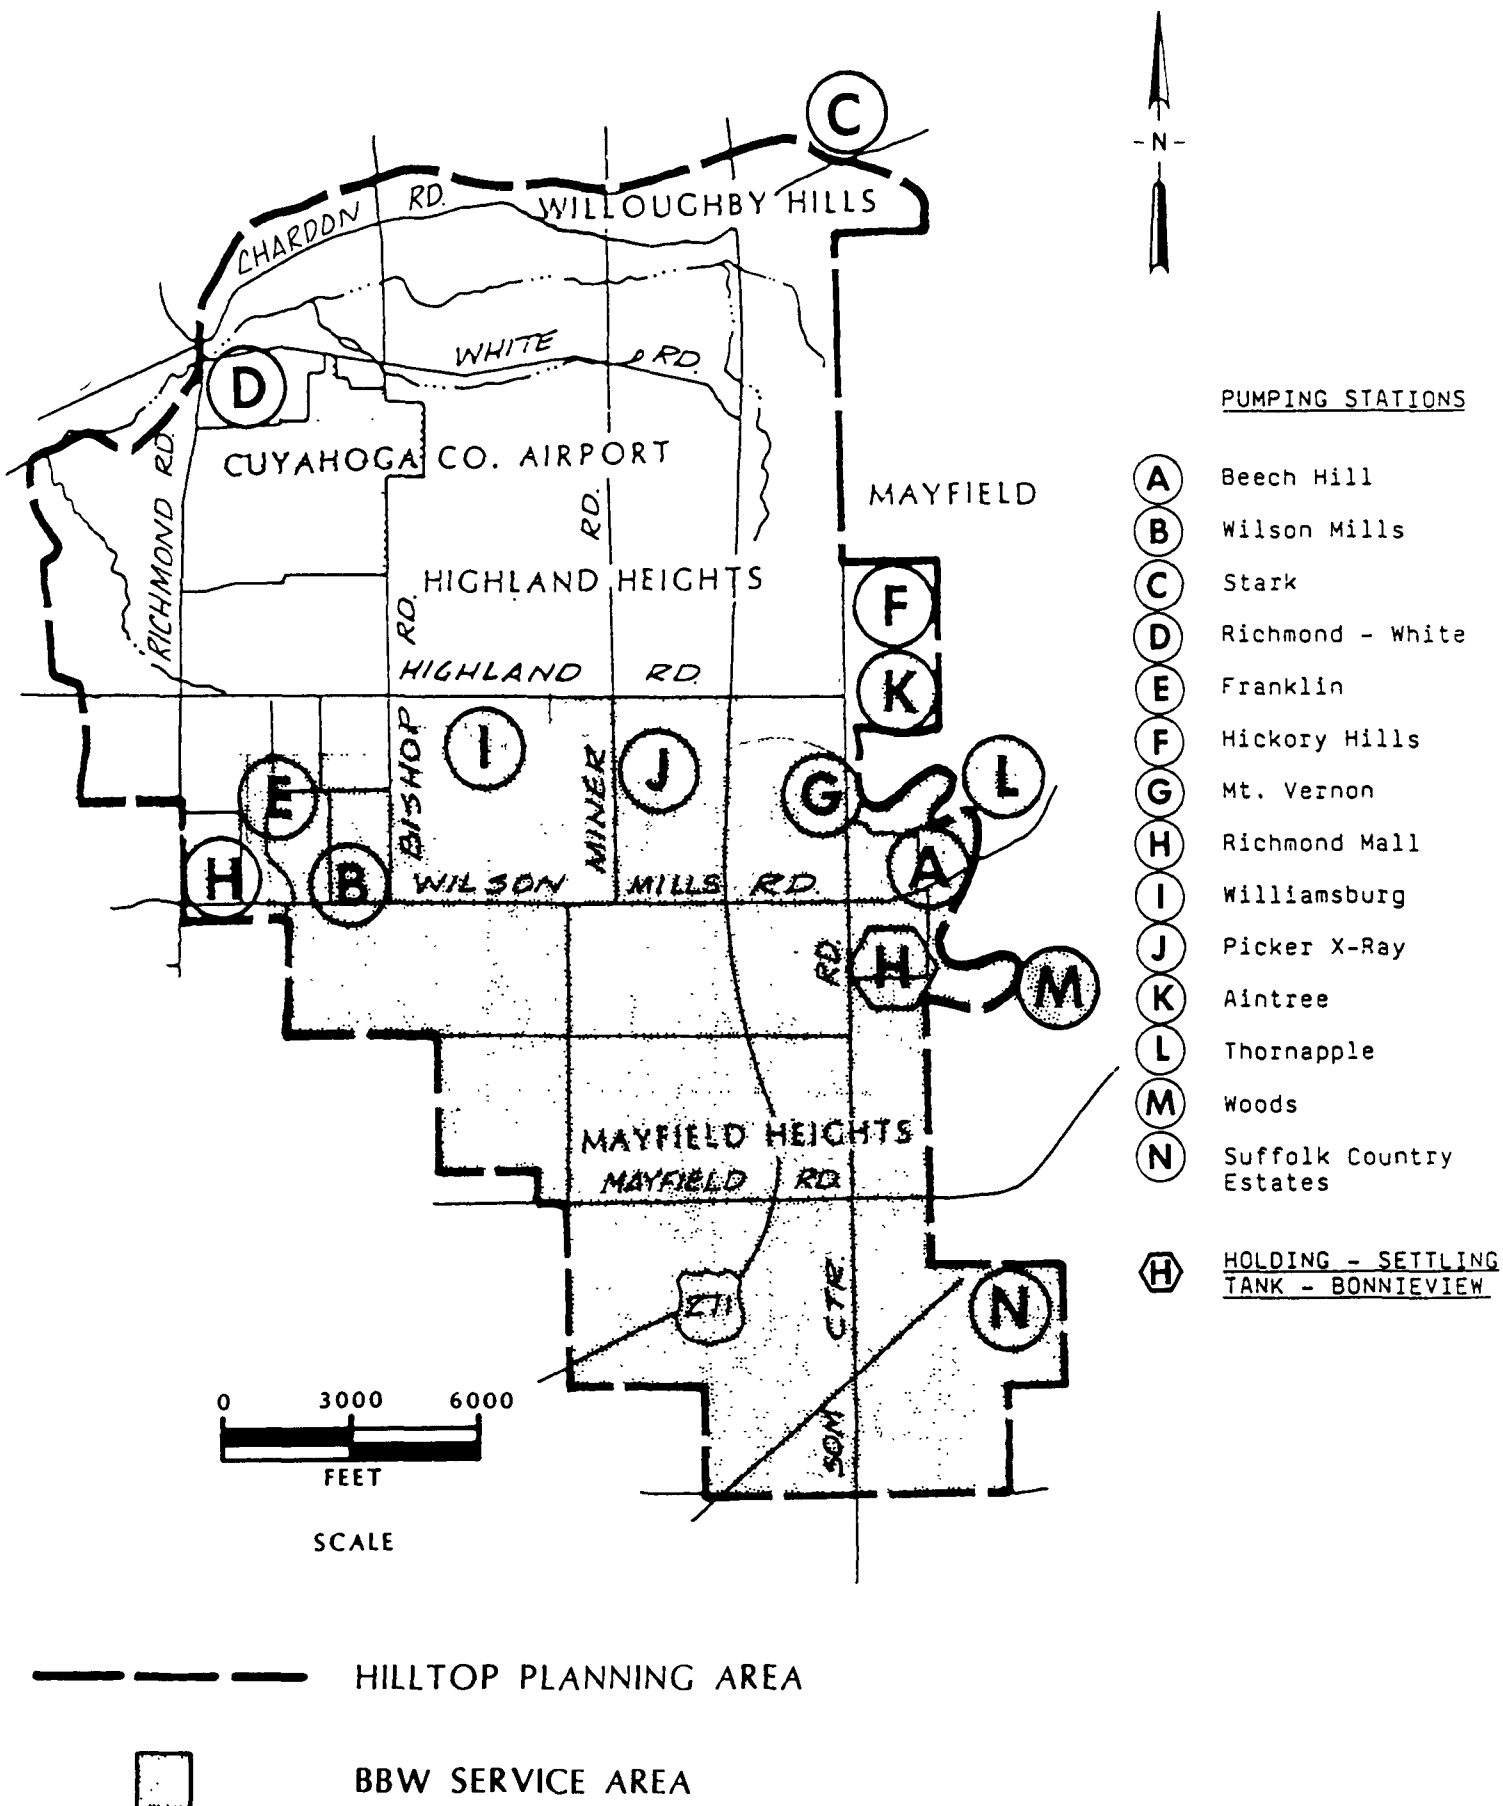 C
- N -
WILLOUGHBY HILLS
CHARDON RD.
WHITE RD.
D
CUYAHOGA CO. AIRPORT
RICHMOND RD.
RD.
MAYFIELD
HIGHLAND HEIGHTS
F
RD.
HIGHLAND RD.
K
BISHOP
I
MINER
J
G
L
E
H
B
WILSON MILLS RD.
A
RD.
H
M
MAYFIELD HEIGHTS
MAYFIELD RD.
271
CTR.
N
SOM
PUMPING STATIONS
A Beech Hill
B Wilson Mills
C Stark
D Richmond - White
E Franklin
F Hickory Hills
G Mt. Vernon
H Richmond Mall
I Williamsburg
J Picker X-Ray
K Aintree
L Thornapple
M Woods
N Suffolk Country
Estates
H HOLDING - SETTLING
TANK - BONNIEVIEW
0 3000 6000
FEET
SCALE
HILLTOP PLANNING AREA
BBW SERVICE AREA